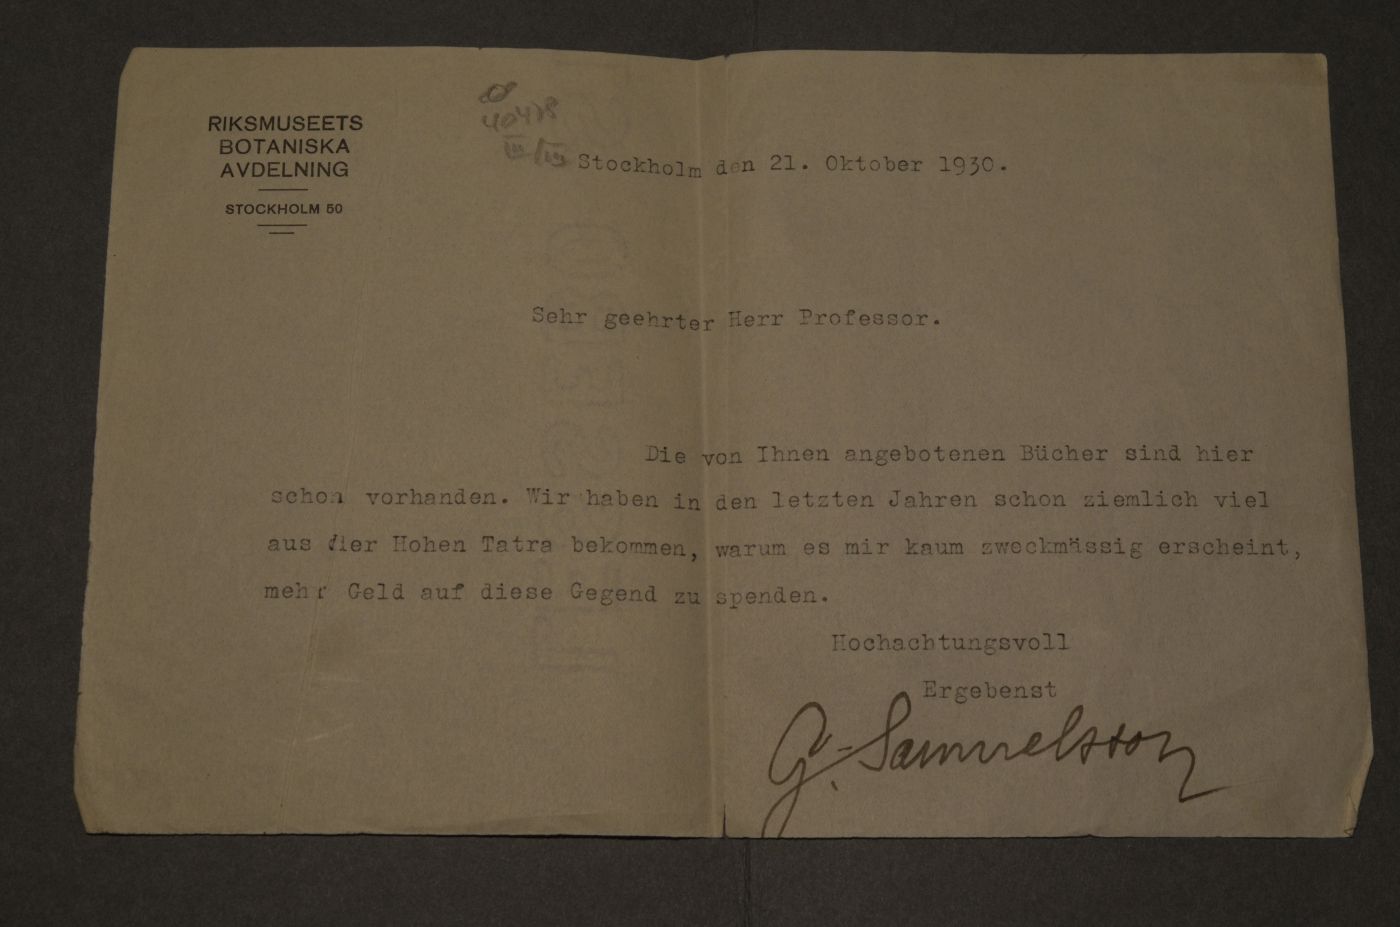 RIKSMUSEETS
BOTANISKA
AVDELNING
STOCKHOLM 50
Stockholm den 21. Oktober 1930.
Sehr geehrter Herr Professor.
Die von Ihnen angebotenen Bücher sind hier
schon vorhanden. Wir haben in den letzten Jahren schon ziemlich viel
aus der Hohen Tatra bekommen, warum es mir kaum zweckmässig erscheint,
mehr Geld auf diese Gegend zu spenden.
Hochachtungsvoll
Ergebenst
G. Samuelsson